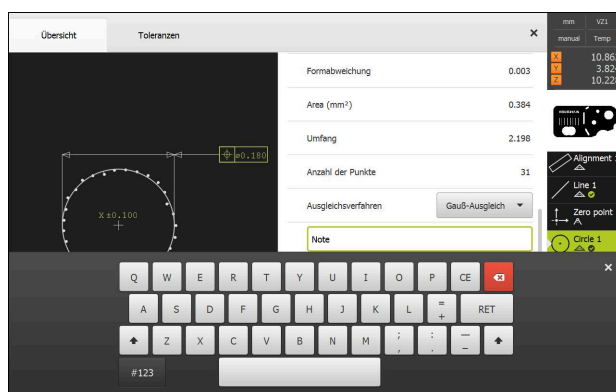 Übersicht
Toleranzen
mm VZ1
manual Temp
X 10.86
Y 3.82
Z 10.22
Formabweichung 0.003
Area (mm²) 0.384
Umfang 2.198
Anzahl der Punkte 31
Ausgleichsverfahren Gauß-Ausgleich
Note
⌀0.180
X±0.100
Alignment
Line 1
Zero point
Circle 1
Q W E R T Y U I O P CE
A S D F G H J K L = + RET
Z X C V B N M ; , : . — –
#123